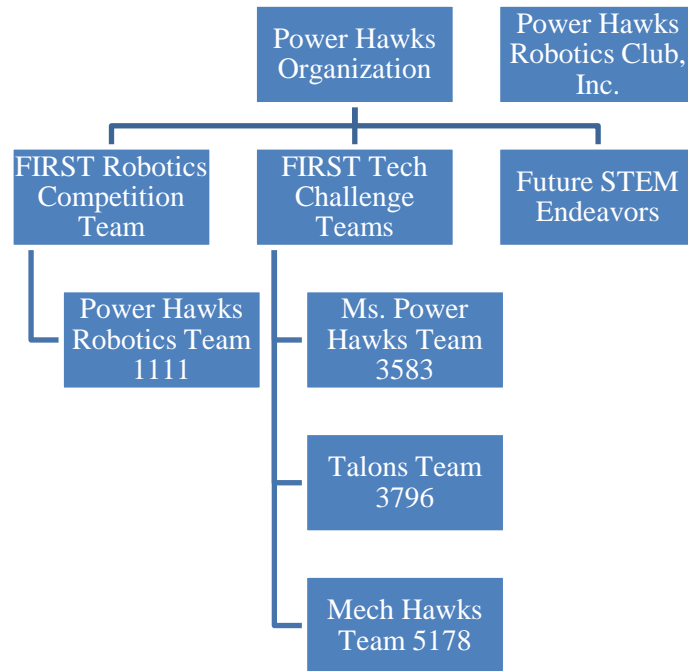 Power Hawks
Organization
Power Hawks
Robotics Club,
Inc.
FIRST Robotics
Competition
Team
FIRST Tech
Challenge
Teams
Future STEM
Endeavors
Power Hawks
Robotics Team
1111
Ms. Power
Hawks Team
3583
Talons Team
3796
Mech Hawks
Team 5178